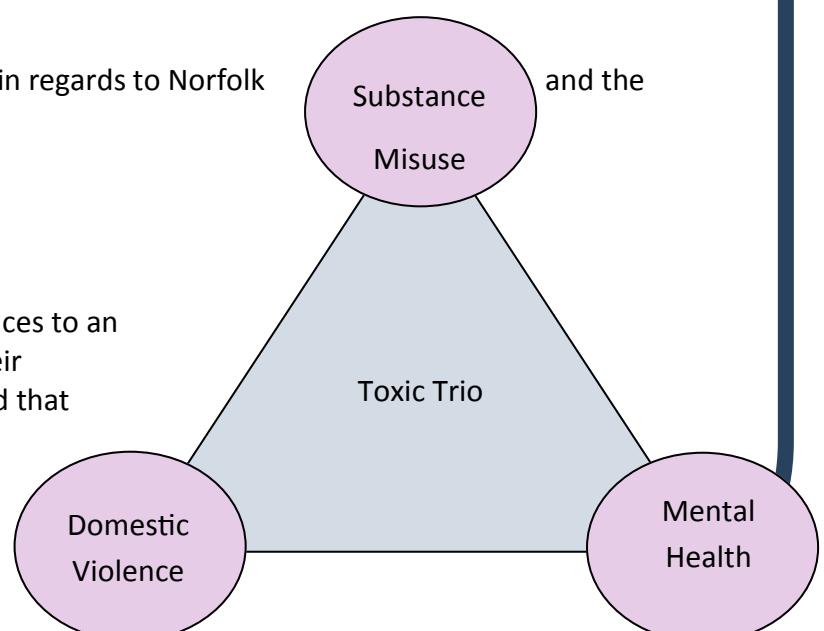 in regards to Norfolk
Substance
and the
Misuse
ces to an
eir
d that
Toxic Trio
Domestic
Violence
Mental
Health